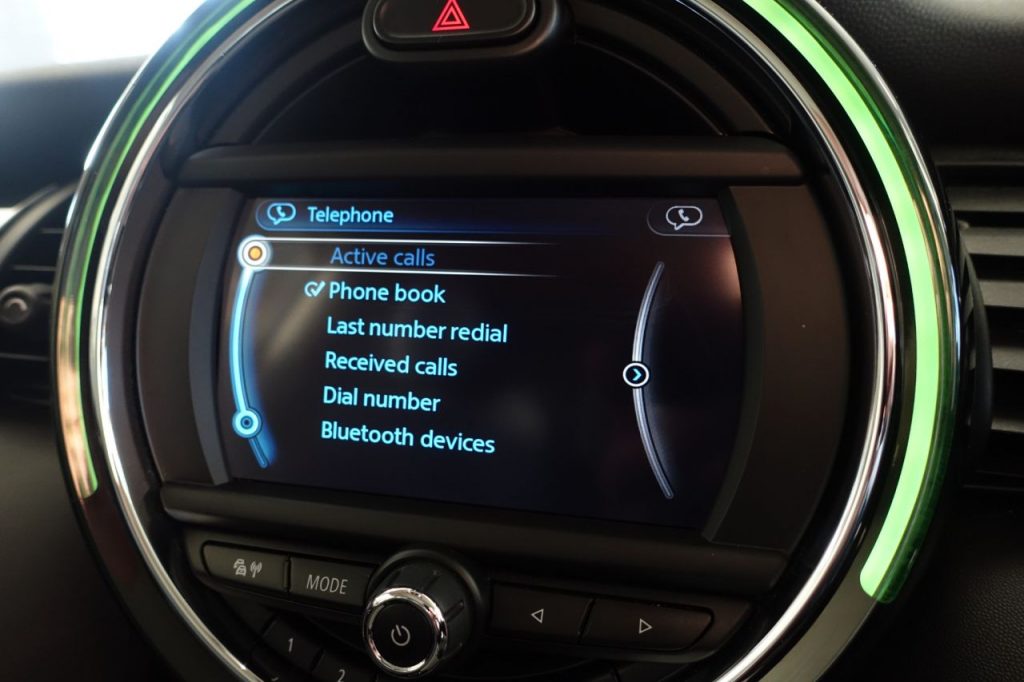 Telephone
Active calls
Phone book
Last number redial
Received calls
Dial number
Bluetooth devices
MODE
1
2